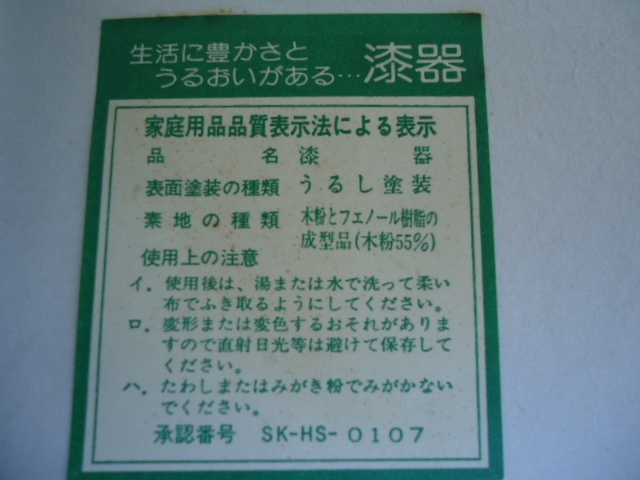 生活に豊かさと
うるおいがある…漆器
家庭用品品質表示法による表示
品名 漆器
表面塗装の種類 うるし塗装
素地の種類 木粉とフエノール樹脂の
成型品(木粉55%)
使用上の注意
イ. 使用後は、湯または水で洗って柔い
布でふき取るようにしてください。
ロ. 変形または変色するおそれがありま
すので直射日光等は避けて保存して
ください。
ハ. たわしまたはみがき粉でみがかない
でください。
承認番号 SK-HS-0107